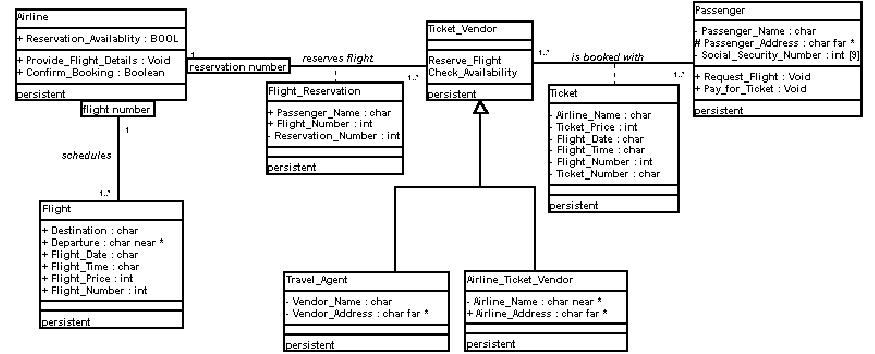 Airline
+ Reservation_Availablity : BOOL
+ Provide_Flight_Details : Void
+ Confirm_Booking : Boolean
persistent
flight number
reservation number
1
reserves flight
1..*
Flight_Reservation
+ Passenger_Name : char
+ Flight_Number : int
- Reservation_Number : int
persistent
Ticket_Vendor
Reserve_Flight
Check_Availability
persistent
1..*
is booked with
1..*
Ticket
- Airline_Name : char
- Ticket_Price : int
- Flight_Date : char
- Flight_Time : char
- Flight_Number : int
- Ticket_Number : char
persistent
Passenger
- Passenger_Name : char
# Passenger_Address : char far *
- Social_Security_Number : int [9]
+ Request_Flight : Void
+ Pay_for_Ticket : Void
persistent
1
schedules
1..*
Flight
+ Destination : char
+ Departure : char near *
+ Flight_Date : char
+ Flight_Time : char
+ Flight_Price : int
+ Flight_Number : int
persistent
Travel_Agent
- Vendor_Name : char
- Vendor_Address : char far *
persistent
Airline_Ticket_Vendor
- Airline_Name : char near *
+ Airline_Address : char far *
persistent